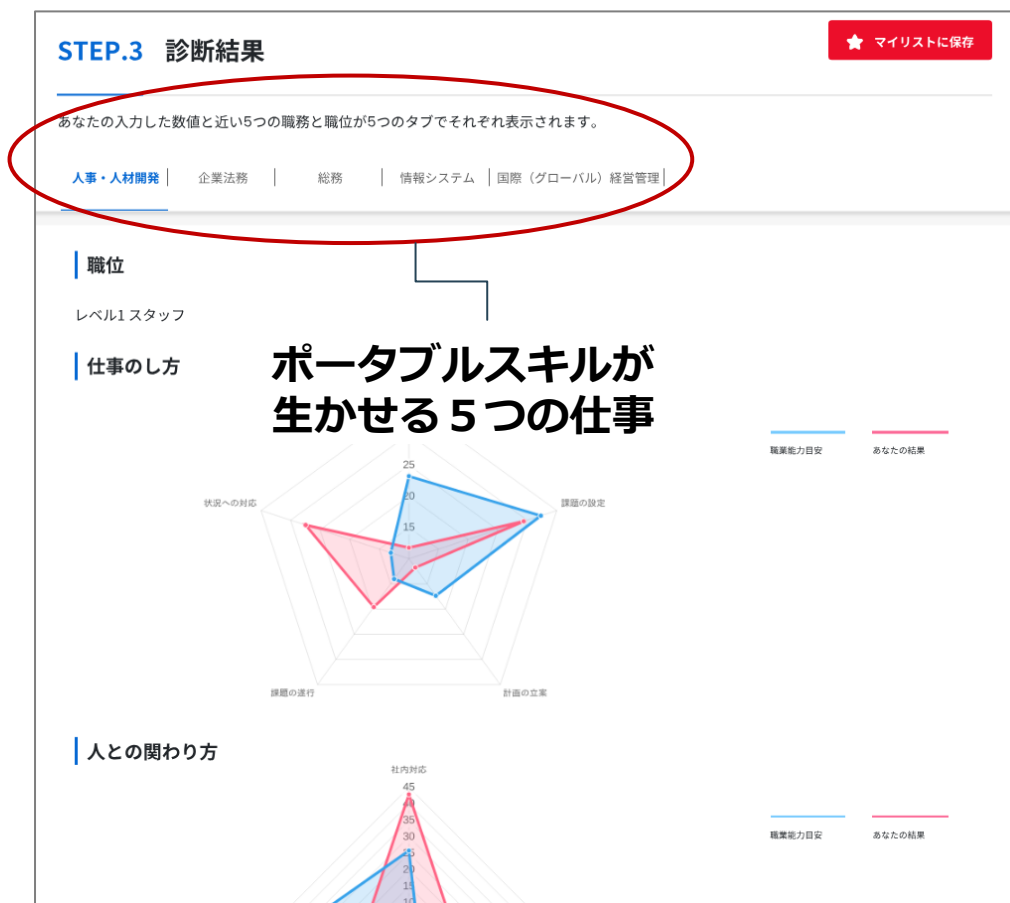 STEP.3 診断結果
マイリストに保存
あなたの入力した数値と近い5つの職務と職位が5つのタブでそれぞれ表示されます。
人事・人材開発 企業法務 総務 情報システム 国際（グローバル）経営管理
職位
レベル1 スタッフ
仕事のし方
ポータブルスキルが
生かせる５つの仕事
職業能力目安 あなたの結果
25
20
15
状況への対応
課題の設定
課題の遂行
計画の立案
人との関わり方
社内対応
45
40
35
30
25
20
15
10
職業能力目安 あなたの結果